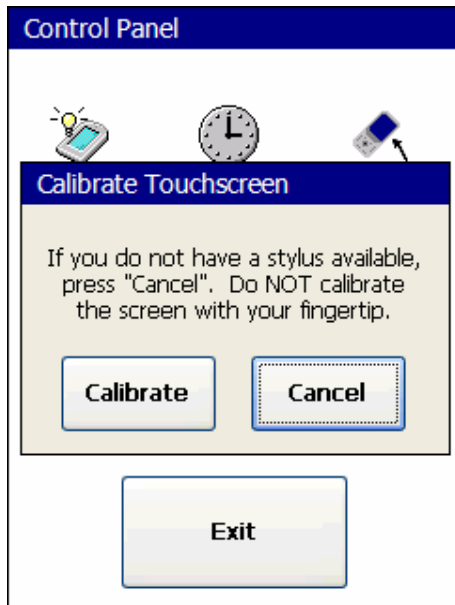 Control Panel
Calibrate Touchscreen
If you do not have a stylus available,
press "Cancel".  Do NOT calibrate
the screen with your fingertip.
Calibrate
Cancel
Exit